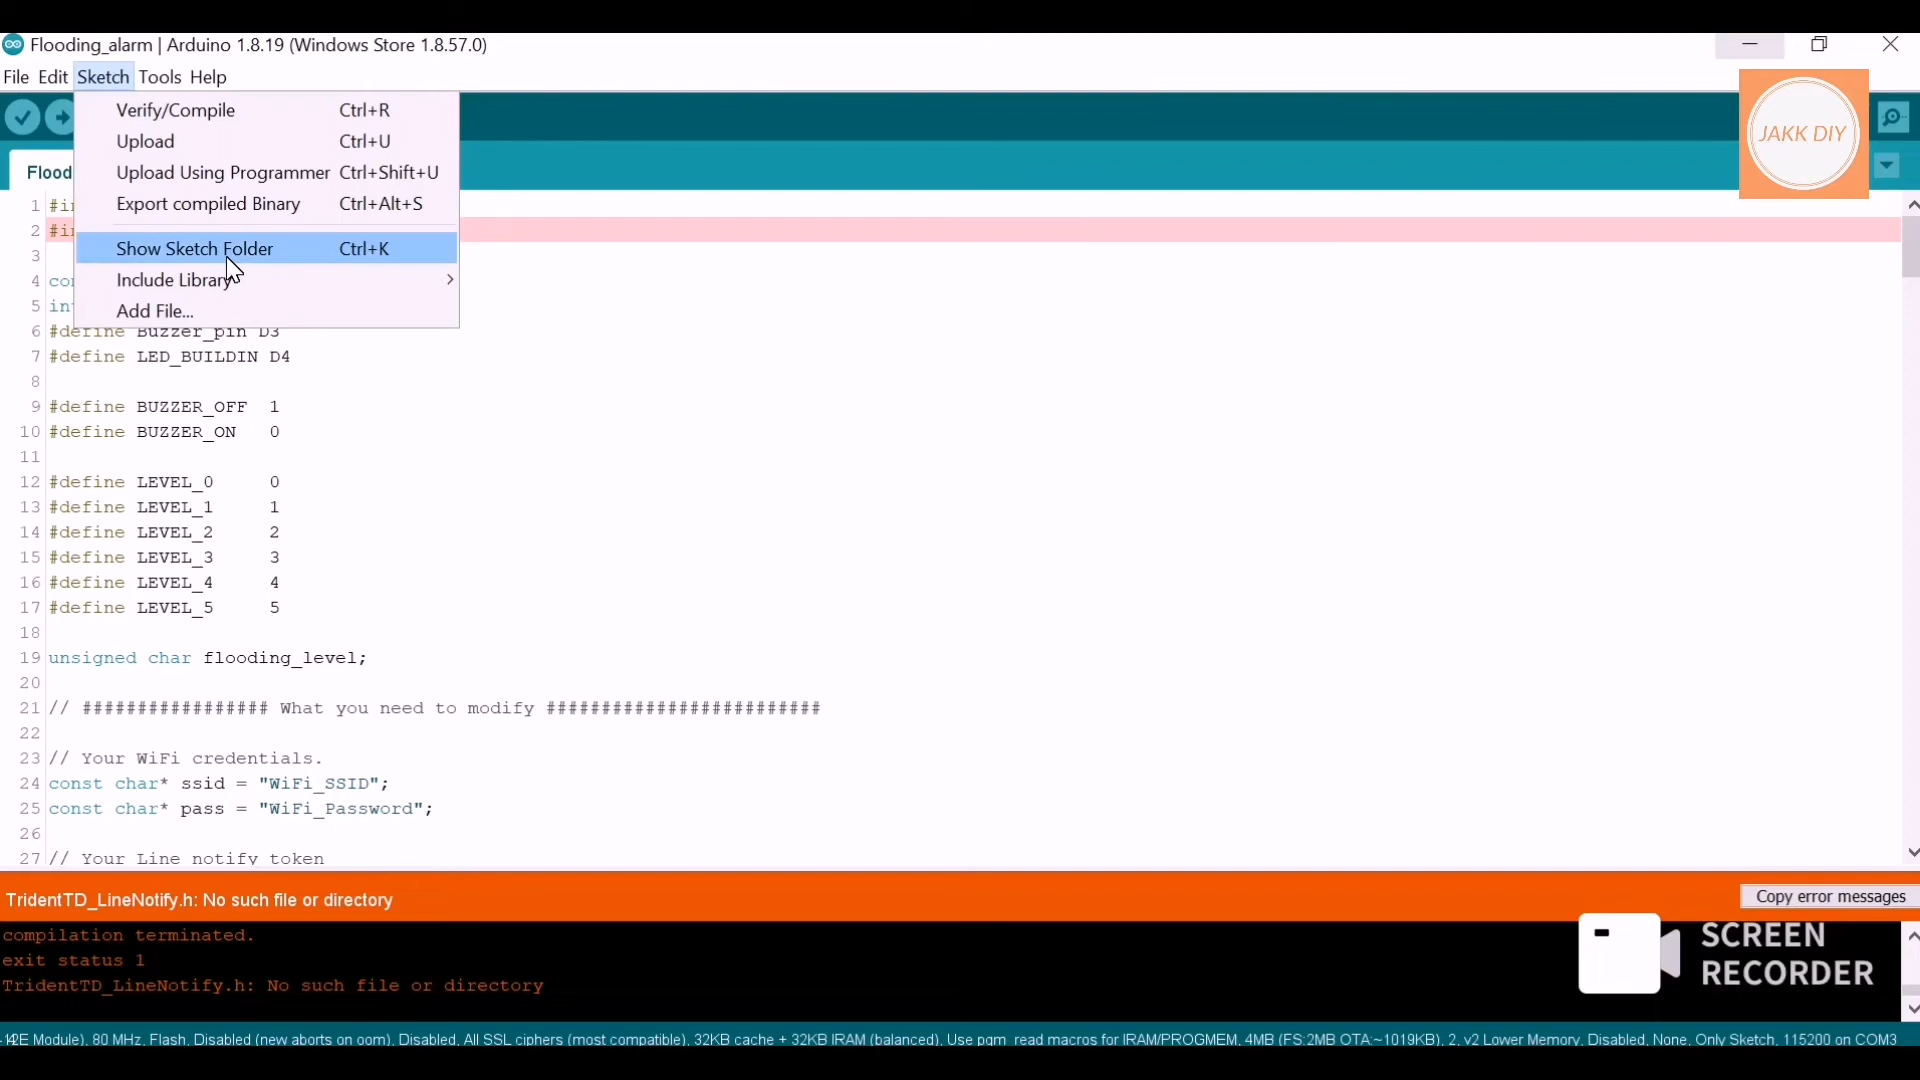 Flooding_alarm | Arduino 1.8.19 (Windows Store 1.8.57.0)
File Edit Sketch Tools Help
Verify/Compile Ctrl+R
Upload Ctrl+U
Upload Using Programmer Ctrl+Shift+U
Export compiled Binary Ctrl+Alt+S
Show Sketch Folder Ctrl+K
Include Library
Add File...
JAKK DIY
Flood
1 #in
2 #in
3
4 con
5 int
6 #define Buzzer_pin D3
7 #define LED_BUILDIN D4
8
9 #define BUZZER_OFF 1
10 #define BUZZER_ON 0
11
12 #define LEVEL_0 0
13 #define LEVEL_1 1
14 #define LEVEL_2 2
15 #define LEVEL_3 3
16 #define LEVEL_4 4
17 #define LEVEL_5 5
18
19 unsigned char flooding_level;
20
21 // ################# What you need to modify #########################
22
23 // Your WiFi credentials.
24 const char* ssid = "WiFi_SSID";
25 const char* pass = "WiFi_Password";
26
27 // Your Line notify token
TridentTD_LineNotify.h: No such file or directory
Copy error messages
compilation terminated.
exit status 1
TridentTD_LineNotify.h: No such file or directory
SCREEN
RECORDER
E Module), 80 MHz, Flash, Disabled (new aborts on oom), Disabled, All SSL ciphers (most compatible), 32KB cache + 32KB IRAM (balanced), Use pgm_read macros for IRAM/PROGMEM, 4MB (FS:2MB OTA:~1019KB), 2, v2 Lower Memory, Disabled, None, Only Sketch, 115200 on COM3